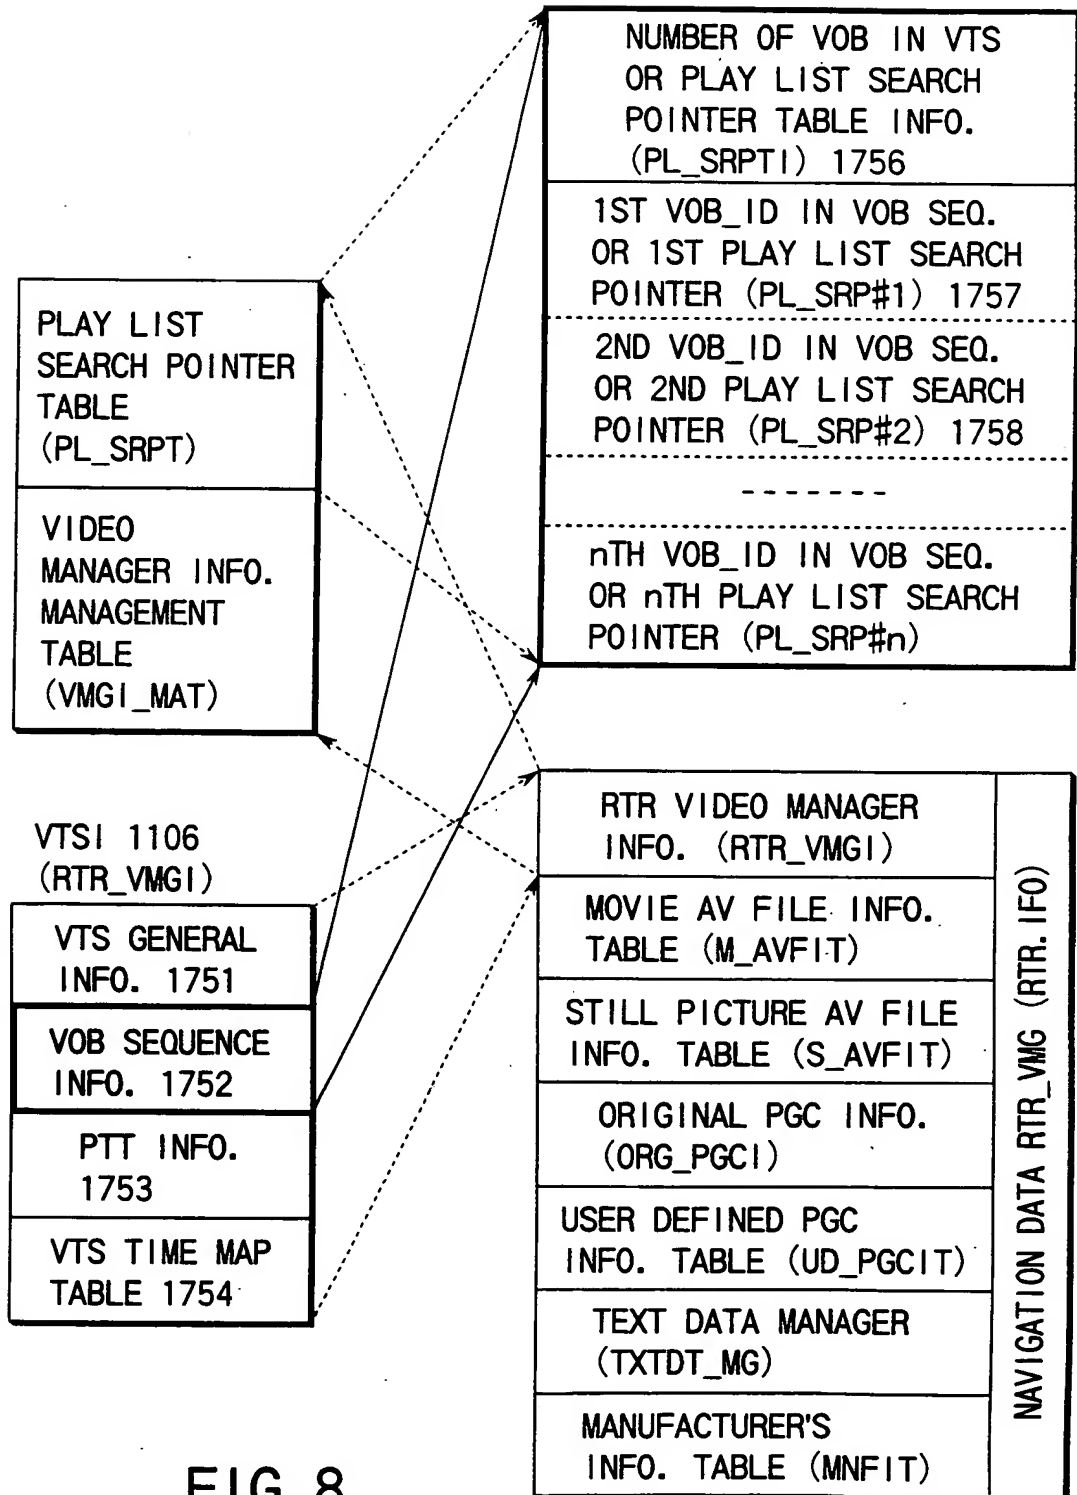 NUMBER OF VOB IN VTS
OR PLAY LIST SEARCH
POINTER TABLE INFO.
(PL_SRPTI) 1756
1ST VOB_ID IN VOB SEQ.
OR 1ST PLAY LIST SEARCH
POINTER (PL_SRP#1) 1757
2ND VOB_ID IN VOB SEQ.
OR 2ND PLAY LIST SEARCH
POINTER (PL_SRP#2) 1758
-------
nTH VOB_ID IN VOB SEQ.
OR nTH PLAY LIST SEARCH
POINTER (PL_SRP#n)
PLAY LIST
SEARCH POINTER
TABLE
(PL_SRPT)
VIDEO
MANAGER INFO.
MANAGEMENT
TABLE
(VMGI_MAT)
VTSI 1106
(RTR_VMGI)
VTS GENERAL
INFO. 1751
VOB SEQUENCE
INFO. 1752
PTT INFO.
1753
VTS TIME MAP
TABLE 1754
RTR VIDEO MANAGER
INFO. (RTR_VMGI)
MOVIE AV FILE INFO.
TABLE (M_AVFIT)
STILL PICTURE AV FILE
INFO. TABLE (S_AVFIT)
ORIGINAL PGC INFO.
(ORG_PGCI)
USER DEFINED PGC
INFO. TABLE (UD_PGCIT)
TEXT DATA MANAGER
(TXTDT_MG)
MANUFACTURER'S
INFO. TABLE (MNFIT)
NAVIGATION DATA RTR_VMG (RTR.IFO)
FIG. 8